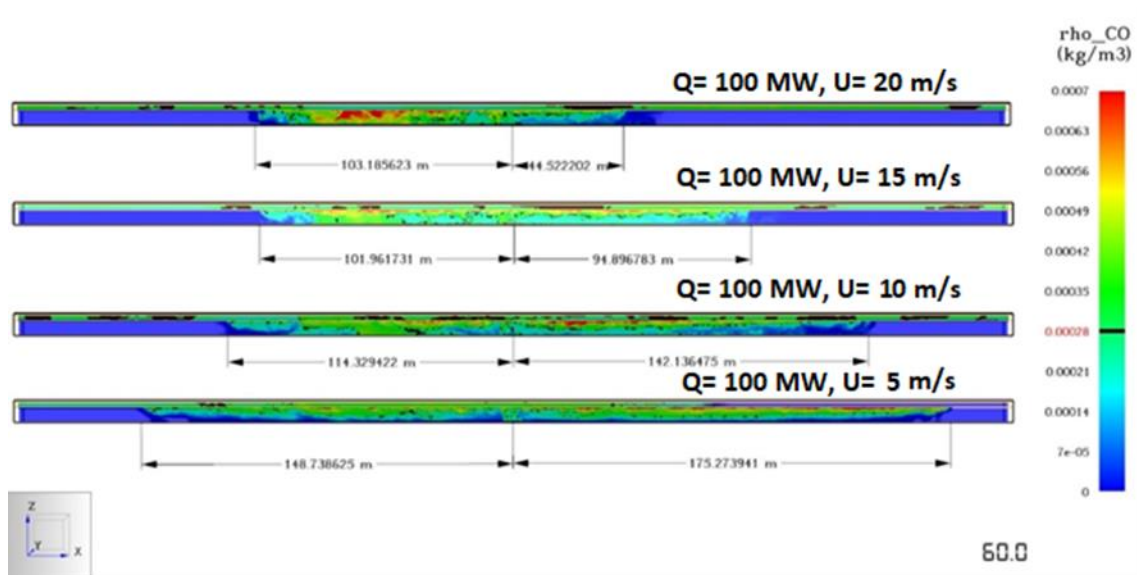 rho_CO
(kg/m3)
Q= 100 MW, U= 20 m/s
0.0007
0.00063
103.185623 m
44.522202 m
0.00056
Q= 100 MW, U= 15 m/s
0.00049
0.00042
101.961731 m
94.896783 m
Q= 100 MW, U= 10 m/s
0.00035
0.00028
114.329422 m
142.136475 m
0.00021
Q= 100 MW, U= 5 m/s
0.00014
7e-05
148.738625 m
175.273941 m
0
Z
Y
X
60.0